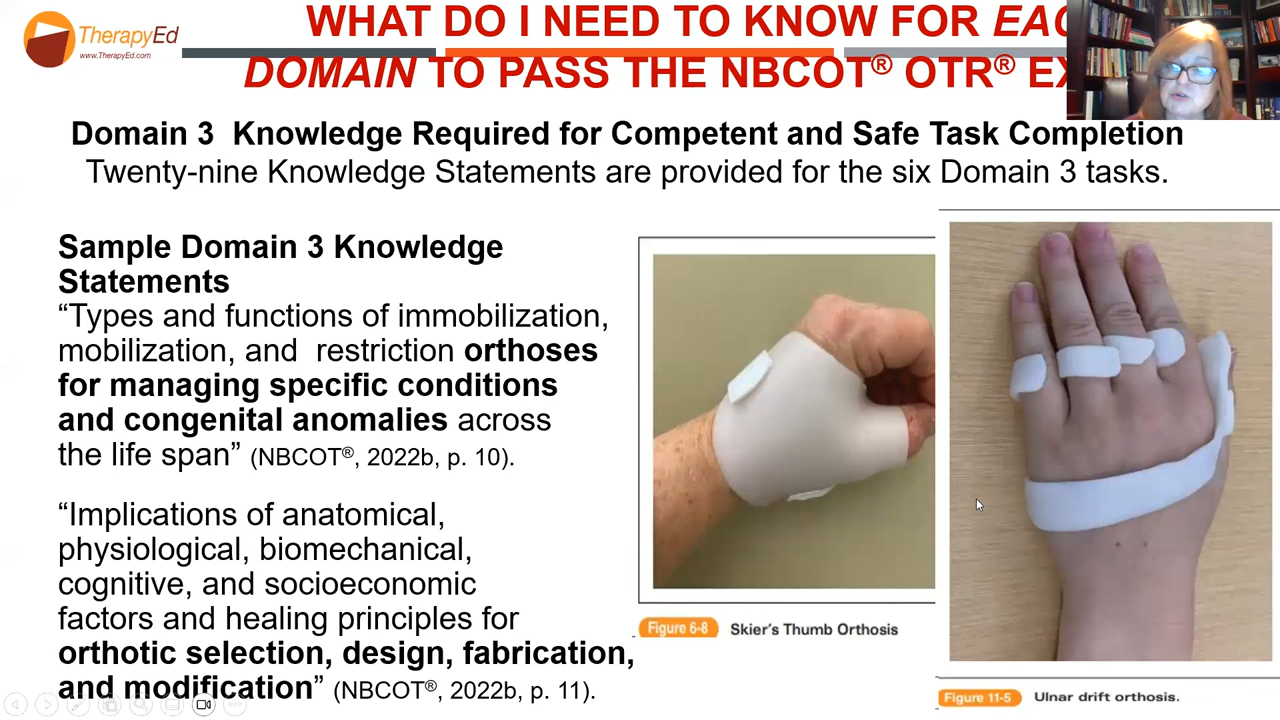 TherapyEd
www.TherapyEd.com
WHAT DO I NEED TO KNOW FOR
DOMAIN TO PASS THE NBCOT® OTR®
Domain 3  Knowledge Required for Competent and Safe Task Completion
Twenty-nine Knowledge Statements are provided for the six Domain 3 tasks.
Sample Domain 3 Knowledge
Statements
“Types and functions of immobilization,
mobilization, and  restriction orthoses
for managing specific conditions
and congenital anomalies across
the life span” (NBCOT®, 2022b, p. 10).
“Implications of anatomical,
physiological, biomechanical,
cognitive, and socioeconomic
factors and healing principles for
orthotic selection, design, fabrication,
and modification” (NBCOT®, 2022b, p. 11).
Figure 6-8 Skier's Thumb Orthosis
Figure 11-5 Ulnar drift orthosis.